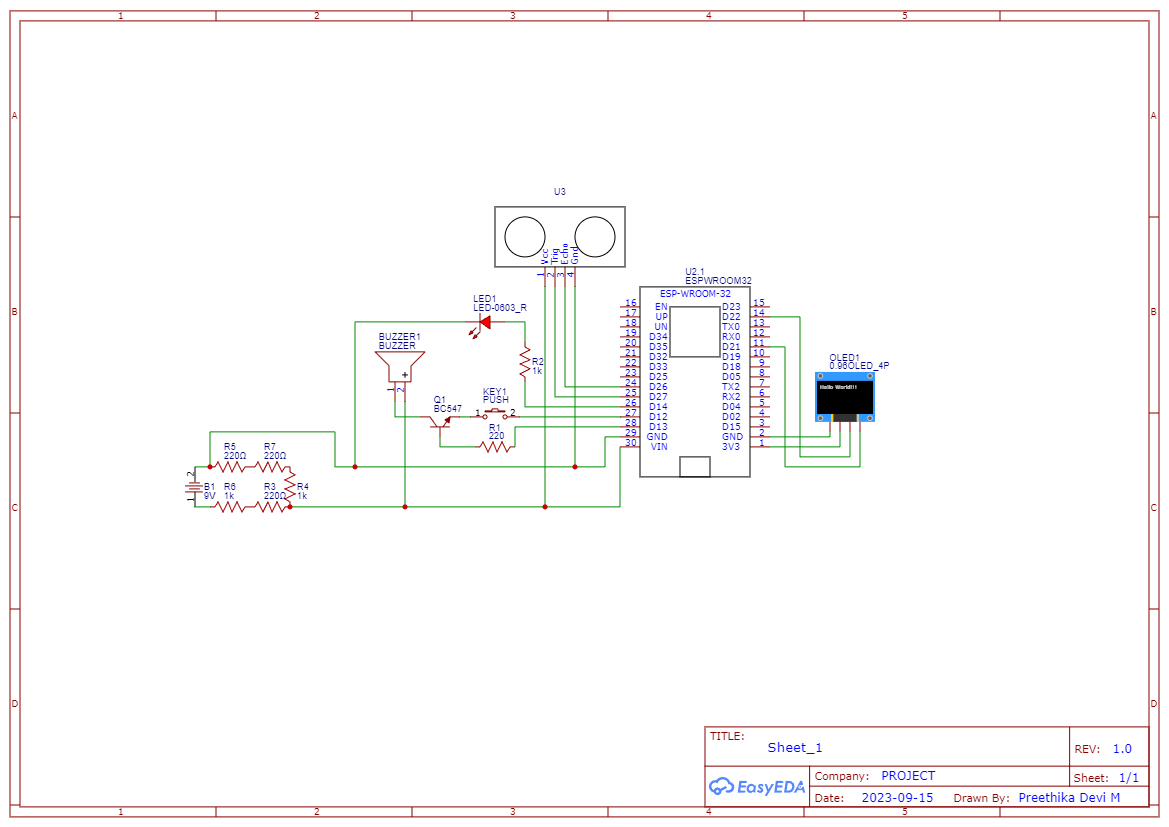 1 2 3 4 5
A A
B B
C C
D D
U3
Vcc
Trig
Echo
Gnd
1 2 3 4
U2.1
ESPWROOM32
ESP-WROOM-32
16 EN D23 15
17 UP D22 14
18 UN TX0 13
19 D34 RX0 12
20 D35 D21 11
21 D32 D19 10
22 D33 D18 9
23 D25 D05 8
24 D26 TX2 7
25 D27 RX2 6
26 D14 D04 5
27 D12 D02 4
28 D13 D15 3
29 GND GND 2
30 VIN 3V3 1
LED1
LED-0603_R
BUZZER1
BUZZER
+
1 2
R2
1k
OLED1
0.96OLED_4P
Hello World!!!
Q1
BC547
KEY1
PUSH
1 2
R1
220
R5
220Ω
R7
220Ω
2
B1
9V
1
R6
1k
R3
220Ω
R4
1k
TITLE:
Sheet_1
REV: 1.0
EasyEDA
Company: PROJECT
Sheet: 1/1
Date: 2023-09-15 Drawn By: Preethika Devi M
1 2 3 4 5